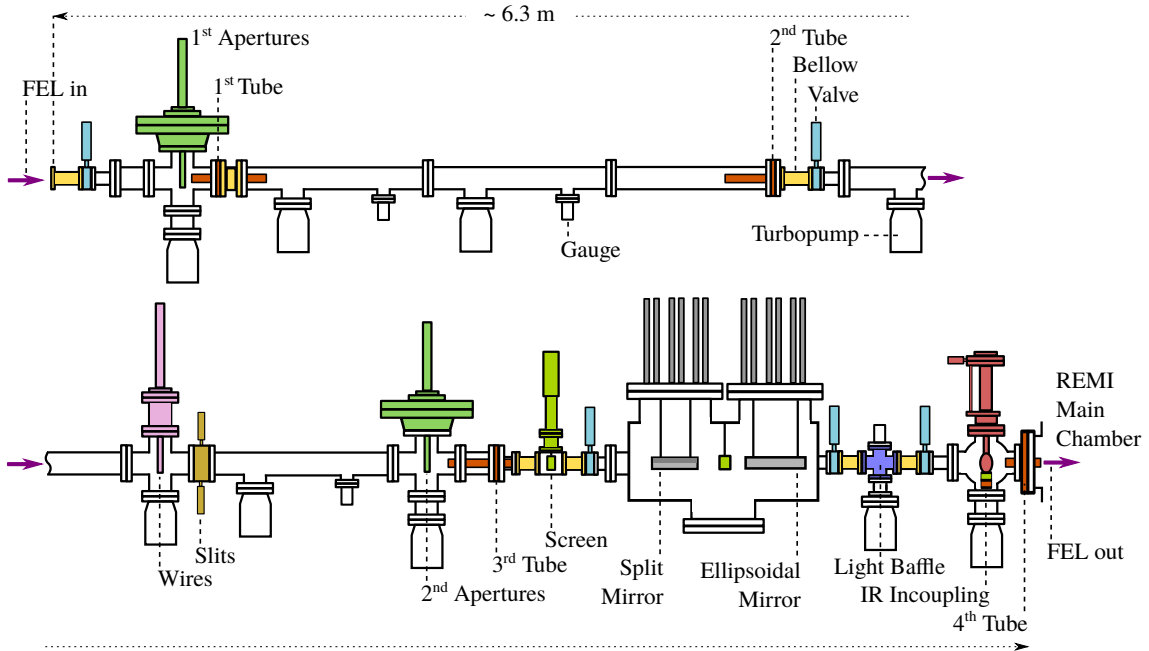 ~ 6.3 m
1st Apertures
2nd Tube
Bellow
FEL in
1st Tube
Valve
Gauge
Turbopump
REMI
Main
Chamber
Slits
Wires
Screen
3rd Tube
2nd Apertures
Split
Mirror
Ellipsoidal
Mirror
Light Baffle
IR Incoupling
FEL out
4th Tube